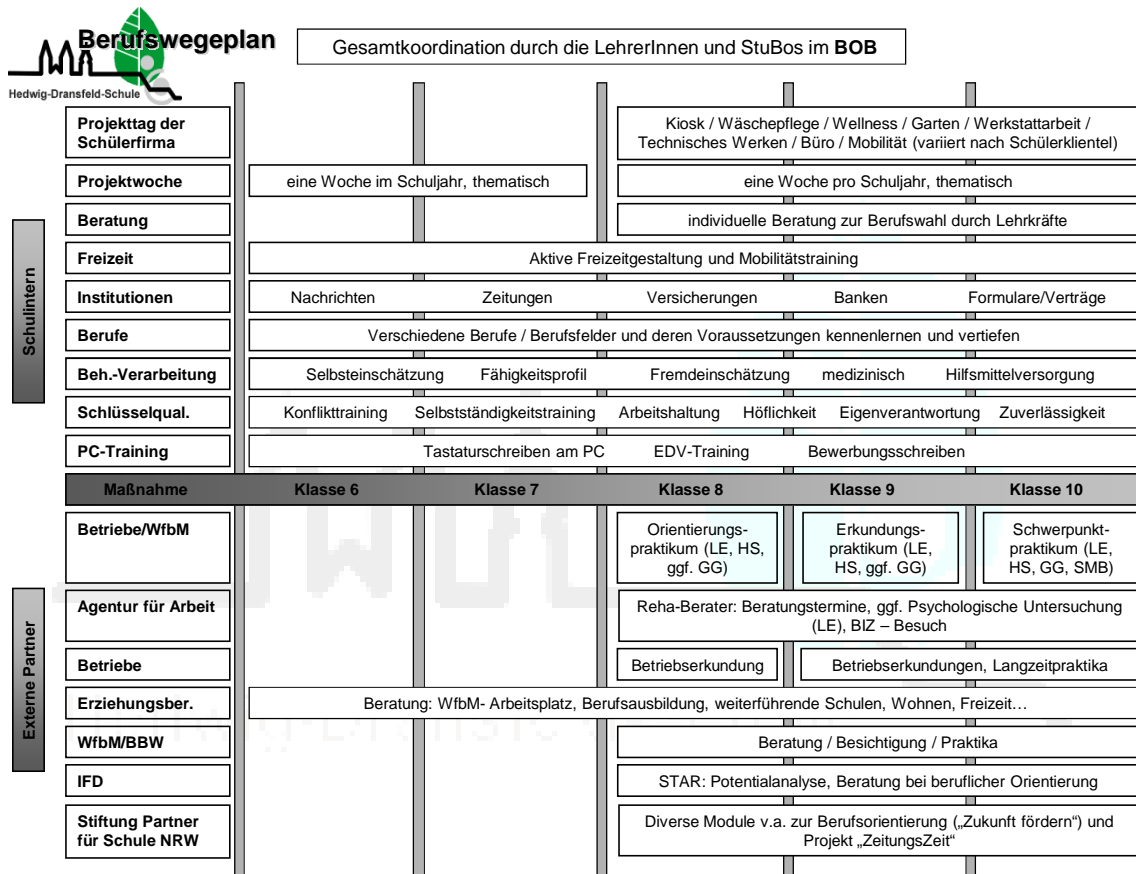 Berufswegeplan
Hedwig-Dransfeld-Schule
Gesamtkoordination durch die LehrerInnen und StuBos im BOB
Schulintern
Projekttag der
Schülerfirma
Kiosk / Wäschepflege / Wellness / Garten / Werkstattarbeit /
Technisches Werken / Büro / Mobilität (variiert nach Schülerklientel)
Projektwoche
eine Woche im Schuljahr, thematisch
eine Woche pro Schuljahr, thematisch
Beratung
individuelle Beratung zur Berufswahl durch Lehrkräfte
Freizeit
Aktive Freizeitgestaltung und Mobilitätstraining
Institutionen
Nachrichten Zeitungen Versicherungen Banken Formulare/Verträge
Berufe
Verschiedene Berufe / Berufsfelder und deren Voraussetzungen kennenlernen und vertiefen
Beh.-Verarbeitung
Selbsteinschätzung Fähigkeitsprofil Fremdeinschätzung medizinisch Hilfsmittelversorgung
Schlüsselqual.
Konflikttraining Selbstständigkeitstraining Arbeitshaltung Höflichkeit Eigenverantwortung Zuverlässigkeit
PC-Training
Tastaturschreiben am PC EDV-Training Bewerbungsschreiben
Maßnahme Klasse 6 Klasse 7 Klasse 8 Klasse 9 Klasse 10
Externe Partner
Betriebe/WfbM
Orientierungs-
praktikum (LE, HS,
ggf. GG)
Erkundungs-
praktikum (LE,
HS, ggf. GG)
Schwerpunkt-
praktikum (LE,
HS, GG, SMB)
Agentur für Arbeit
Reha-Berater: Beratungstermine, ggf. Psychologische Untersuchung
(LE), BIZ – Besuch
Betriebe
Betriebserkundung
Betriebserkundungen, Langzeitpraktika
Erziehungsber.
Beratung: WfbM- Arbeitsplatz, Berufsausbildung, weiterführende Schulen, Wohnen, Freizeit…
WfbM/BBW
Beratung / Besichtigung / Praktika
IFD
STAR: Potentialanalyse, Beratung bei beruflicher Orientierung
Stiftung Partner
für Schule NRW
Diverse Module v.a. zur Berufsorientierung („Zukunft fördern“) und
Projekt „ZeitungsZeit“